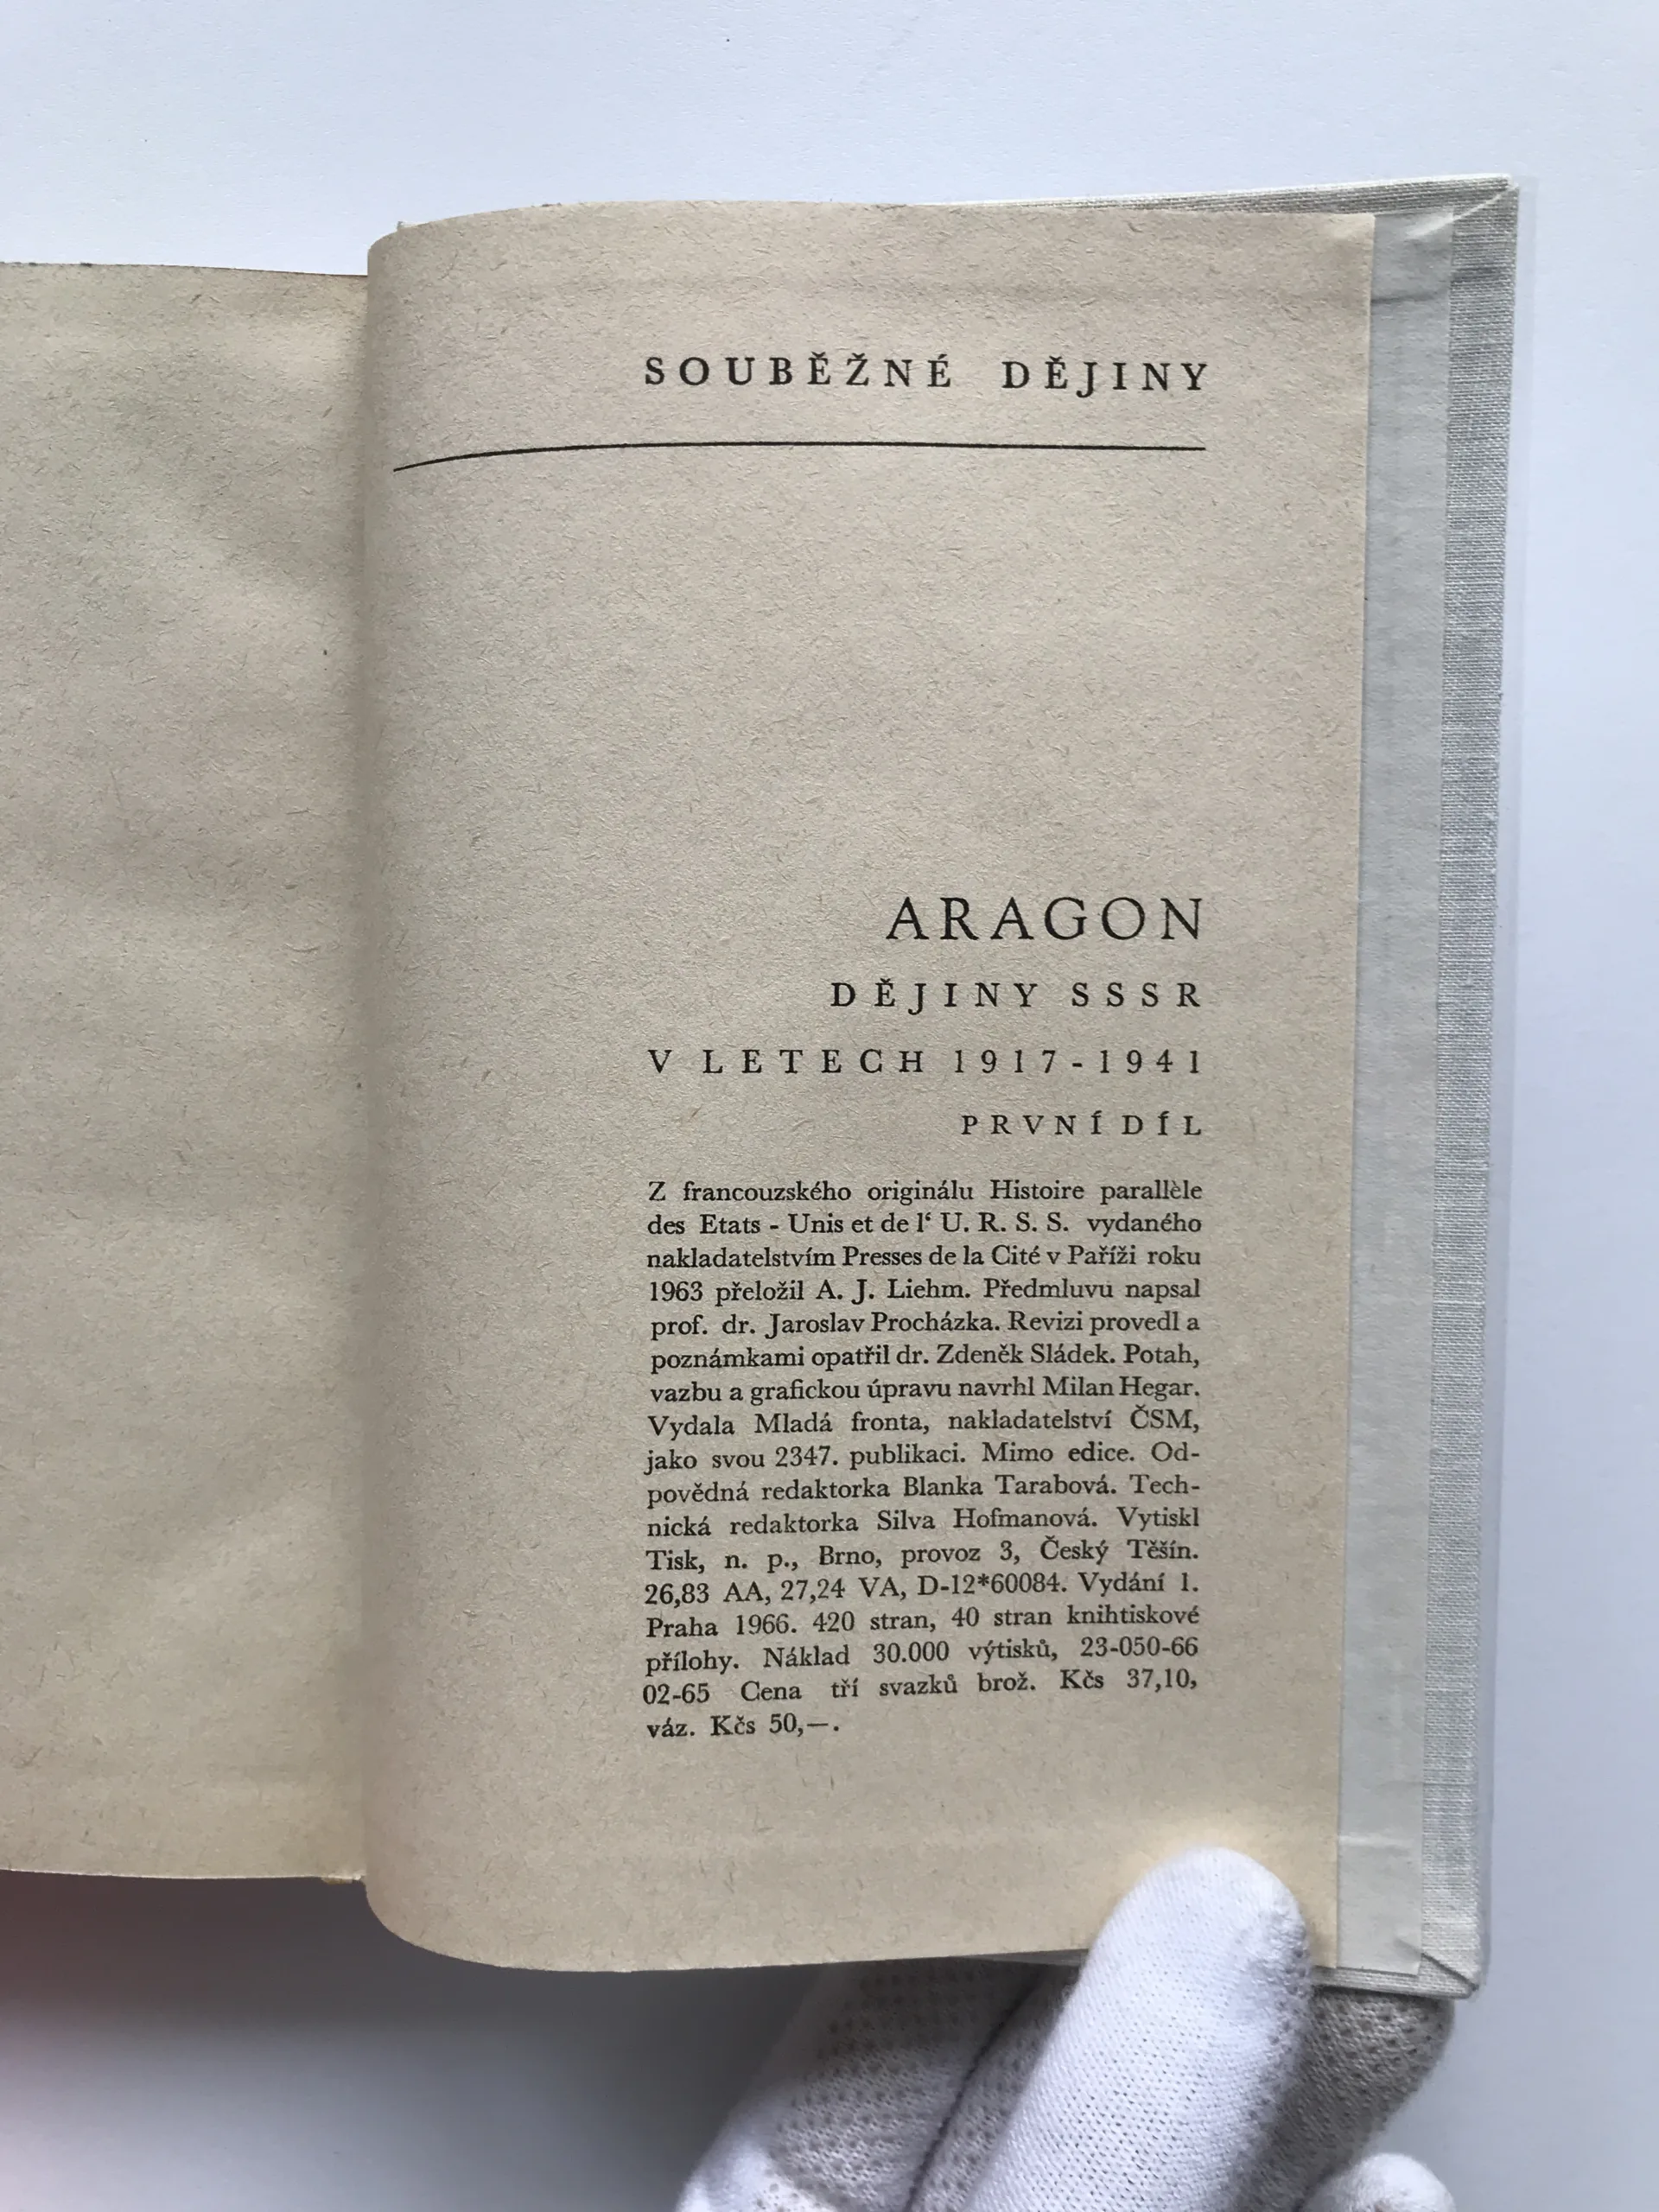 SOUBĚŽNÉ DĚJINY
ARAGON
DĚJINY SSSR
V LETECH 1917-1941
PRVNÍ DÍL
Z francouzského originálu Histoire parallèle
des Etats - Unis et de l‘ U. R. S. S. vydaného
nakladatelstvím Presses de la Cité v Paříži roku
1963 přeložil A. J. Liehm. Předmluvu napsal
prof. dr. Jaroslav Procházka. Revizi provedl a
poznámkami opatřil dr. Zdeněk Sládek. Potah,
vazbu a grafickou úpravu navrhl Milan Hegar.
Vydala Mladá fronta, nakladatelství ČSM,
jako svou 2347. publikaci. Mimo edice. Od-
povědná redaktorka Blanka Tarabová. Tech-
nická redaktorka Silva Hofmanová. Vytiskl
Tisk, n. p., Brno, provoz 3, Český Těšín.
26,83 AA, 27,24 VA, D-12*60084. Vydání 1.
Praha 1966. 420 stran, 40 stran knihtiskové
přílohy. Náklad 30.000 výtisků, 23-050-66
02-65 Cena tří svazků brož. Kčs 37,10,
váz. Kčs 50,—.